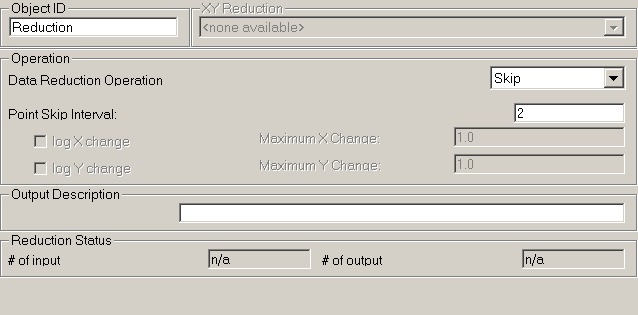 Object ID XY Reduction
Reduction <none available>
Operation
Data Reduction Operation Skip
Point Skip Interval: 2
log X change Maximum X Change: 1.0
log Y change Maximum Y Change: 1.0
Output Description
Reduction Status
# of input n/a # of output n/a